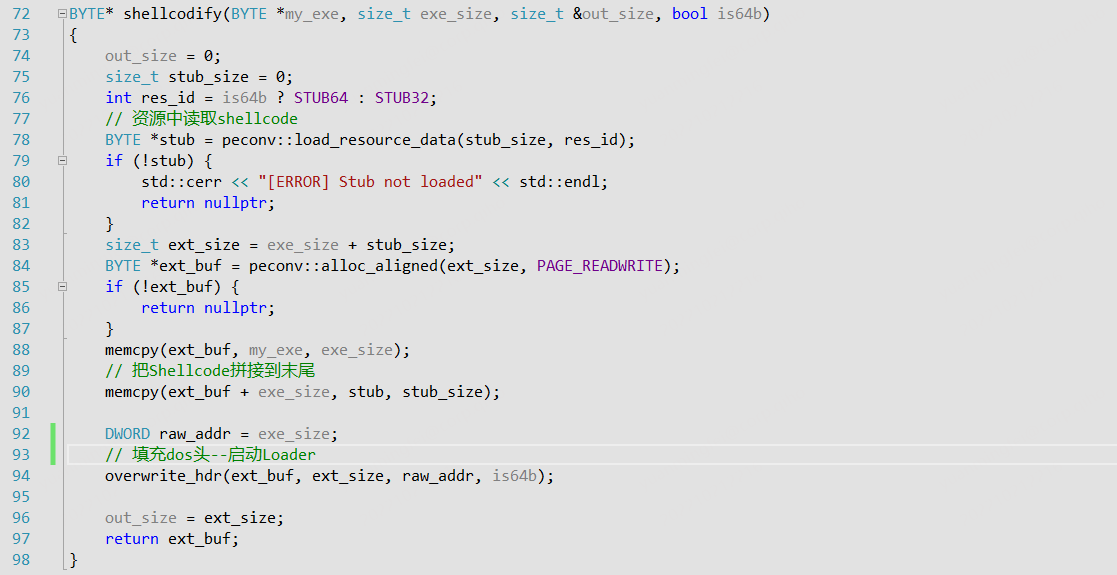 72 BYTE* shellcodify(BYTE *my_exe, size_t exe_size, size_t &out_size, bool is64b)
73 {
74     out_size = 0;
75     size_t stub_size = 0;
76     int res_id = is64b ? STUB64 : STUB32;
77     // 资源中读取shellcode
78     BYTE *stub = peconv::load_resource_data(stub_size, res_id);
79     if (!stub) {
80         std::cerr << "[ERROR] Stub not loaded" << std::endl;
81         return nullptr;
82     }
83     size_t ext_size = exe_size + stub_size;
84     BYTE *ext_buf = peconv::alloc_aligned(ext_size, PAGE_READWRITE);
85     if (!ext_buf) {
86         return nullptr;
87     }
88     memcpy(ext_buf, my_exe, exe_size);
89     // 把Shellcode拼接到末尾
90     memcpy(ext_buf + exe_size, stub, stub_size);
91
92     DWORD raw_addr = exe_size;
93     // 填充dos头--启动Loader
94     overwrite_hdr(ext_buf, ext_size, raw_addr, is64b);
95
96     out_size = ext_size;
97     return ext_buf;
98 }